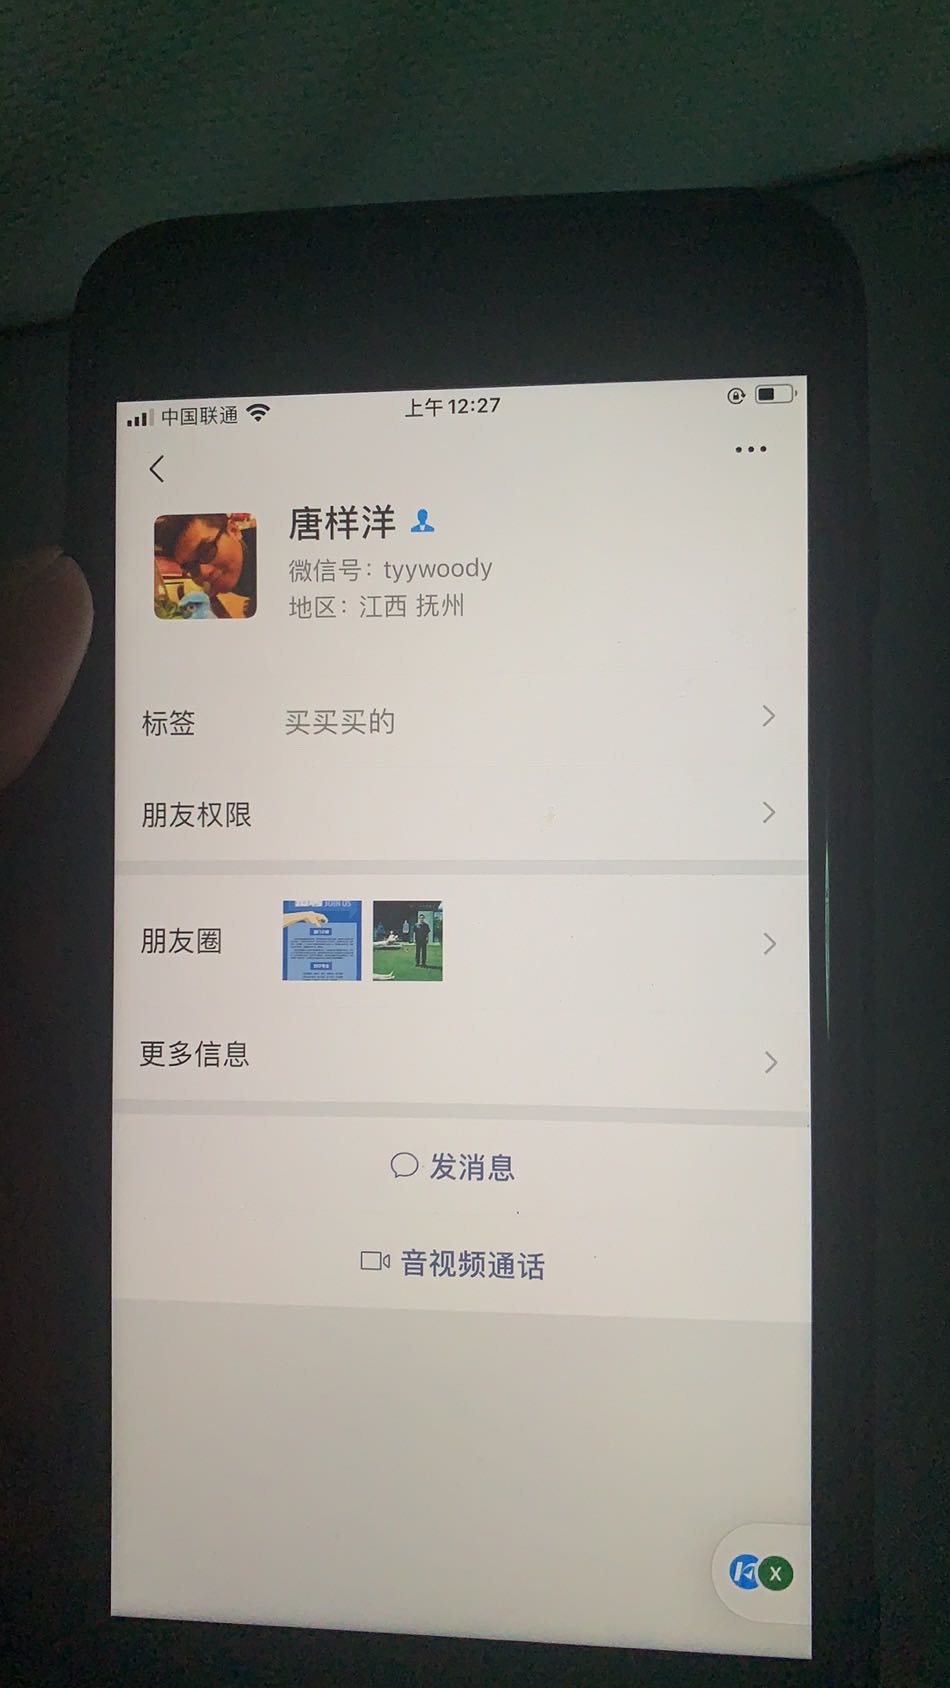 中国联通
上午12:27
唐样洋
微信号：tyywoody
地区：江西 抚州
标签 买买买的
朋友权限
朋友圈
JOIN US
更多信息
发消息
音视频通话
X